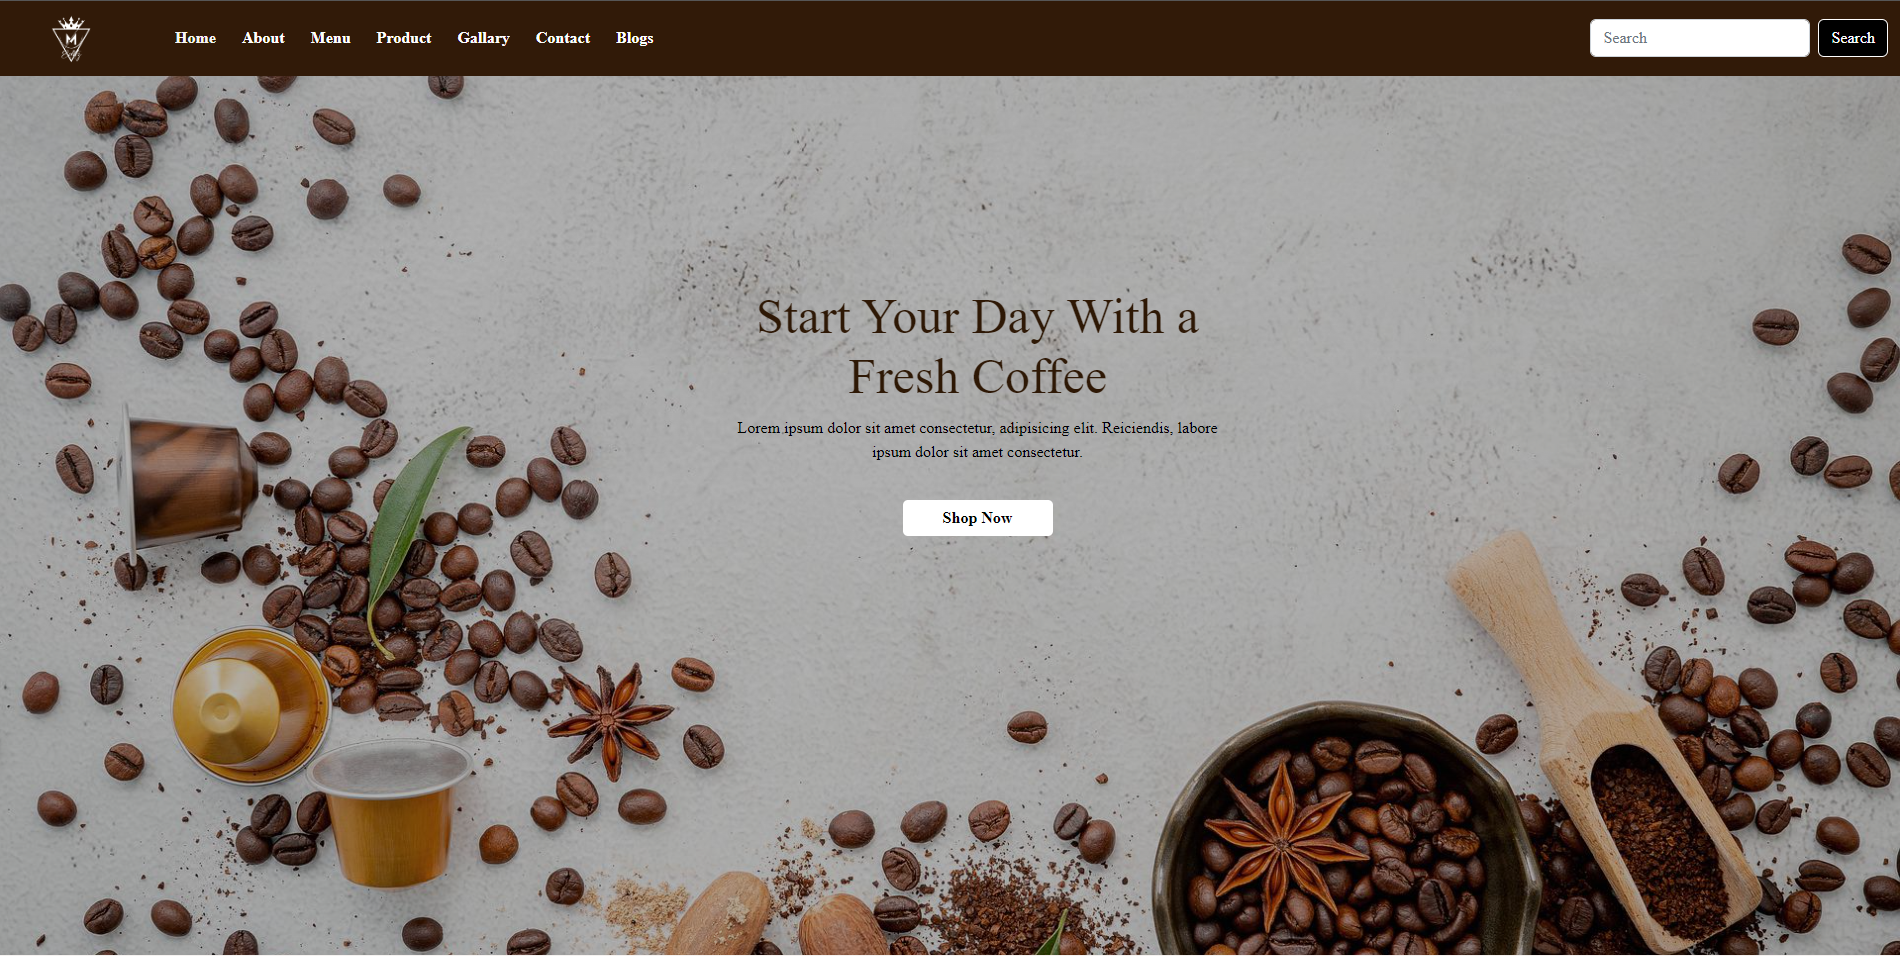 M
Home About Menu Product Gallary Contact Blogs
Search Search
Start Your Day With a
Fresh Coffee
Lorem ipsum dolor sit amet consectetur, adipisicing elit. Reiciendis, labore
ipsum dolor sit amet consectetur.
Shop Now